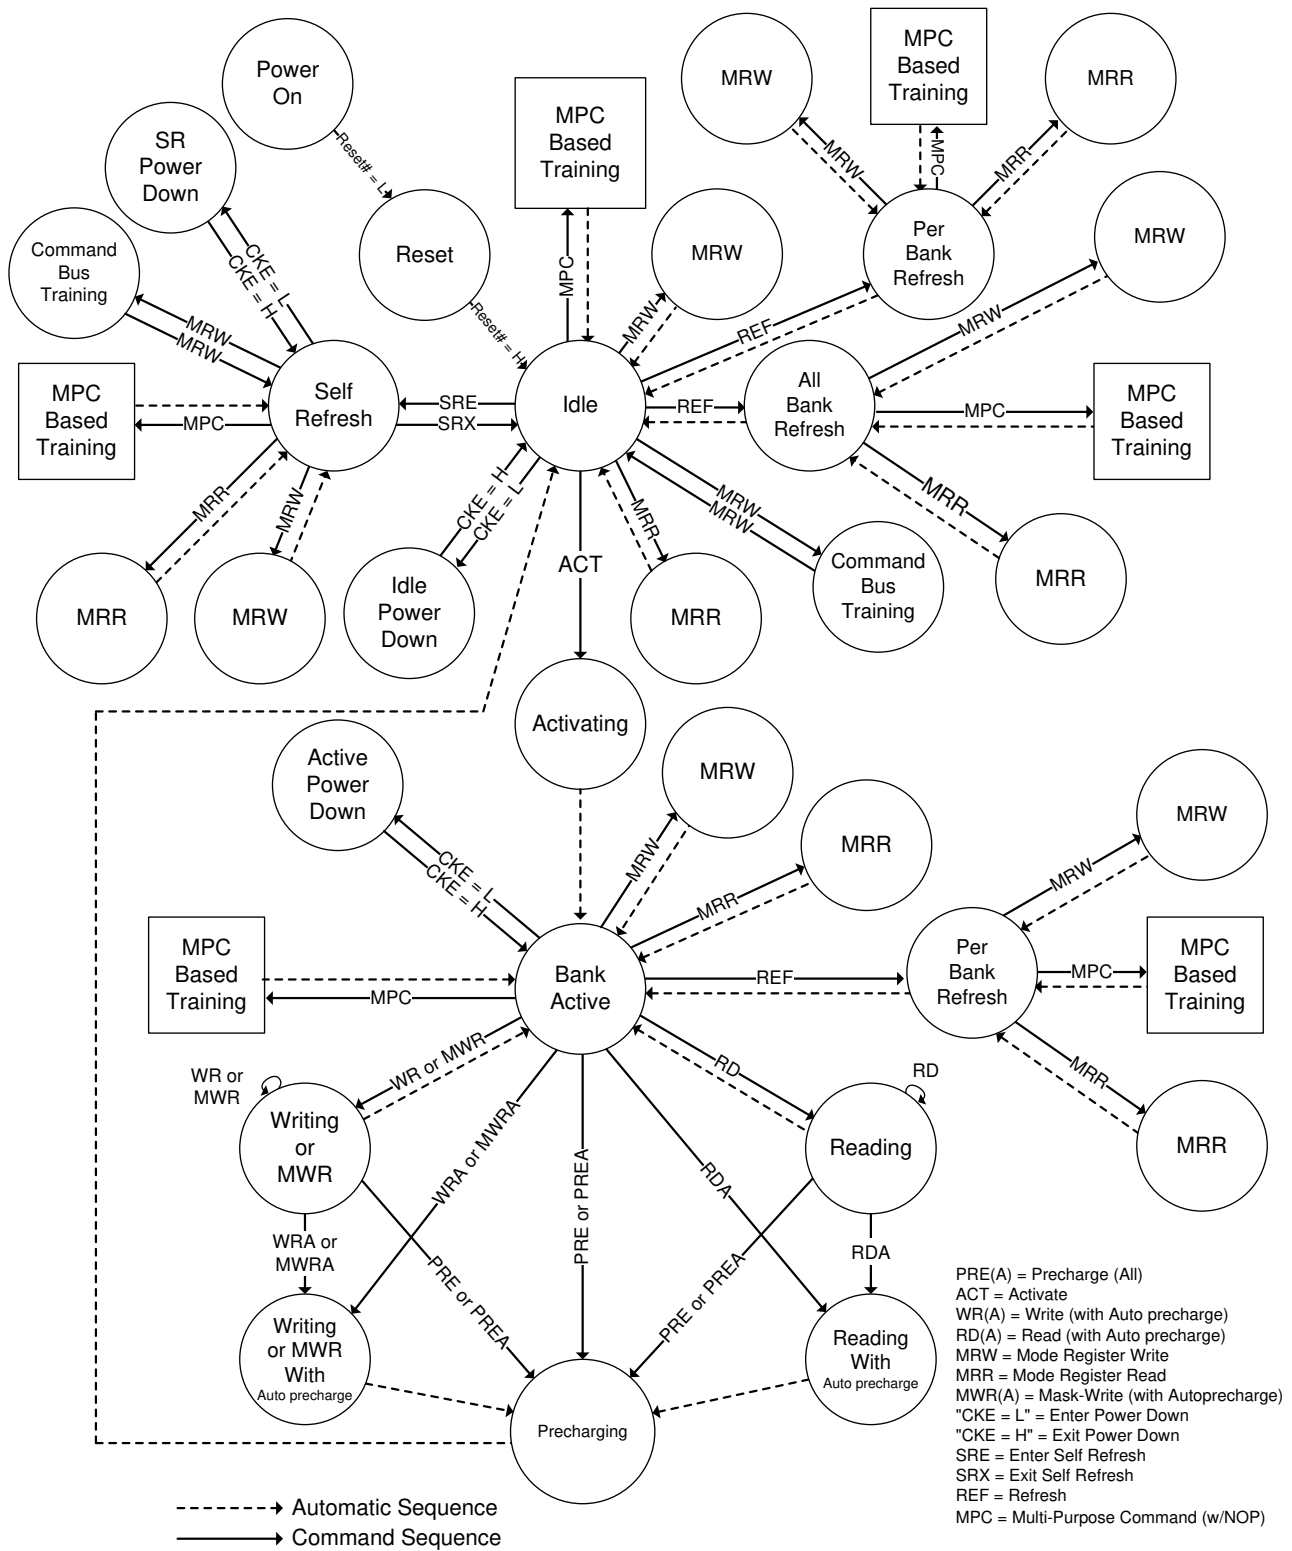 Power
On
MRW
MPC
Based
Training
MRR
SR
Power
Down
MPC
Based
Training
Reset# = L
MRW
MPC
MRR
Command
Bus
Training
CKE = L
CKE = H
Reset
MRW
Per
Bank
Refresh
MRW
MPC
Reset# = H
MRW
REF
MRW
MRW
MRW
MPC
Based
Training
MPC
Self
Refresh
SRE
SRX
Idle
REF
All
Bank
Refresh
MPC
MPC
Based
Training
MRR
MRW
CKE = H
CKE = L
MRR
MRW
MRW
MRR
ACT
MRR
MRW
Idle
Power
Down
MRR
Command
Bus
Training
MRR
Activating
Active
Power
Down
MRW
MRR
MRW
CKE = L
CKE = H
MRW
MRR
MRW
MPC
Based
Training
MPC
Bank
Active
REF
Per
Bank
Refresh
MPC
MPC
Based
Training
WR or
MWR
WR or MWR
RD
RD
MRR
Writing
or
MWR
WRA or MWRA
PRE or PREA
RDA
Reading
MRR
WRA or
MWRA
PRE or PREA
PRE or PREA
RDA
Writing
or MWR
With
Auto precharge
Reading
With
Auto precharge
Precharging
PRE(A) = Precharge (All)
ACT = Activate
WR(A) = Write (with Auto precharge)
RD(A) = Read (with Auto precharge)
MRW = Mode Register Write
MRR = Mode Register Read
MWR(A) = Mask-Write (with Autoprecharge)
"CKE = L" = Enter Power Down
"CKE = H" = Exit Power Down
SRE = Enter Self Refresh
SRX = Exit Self Refresh
REF = Refresh
MPC = Multi-Purpose Command (w/NOP)
Automatic Sequence
Command Sequence